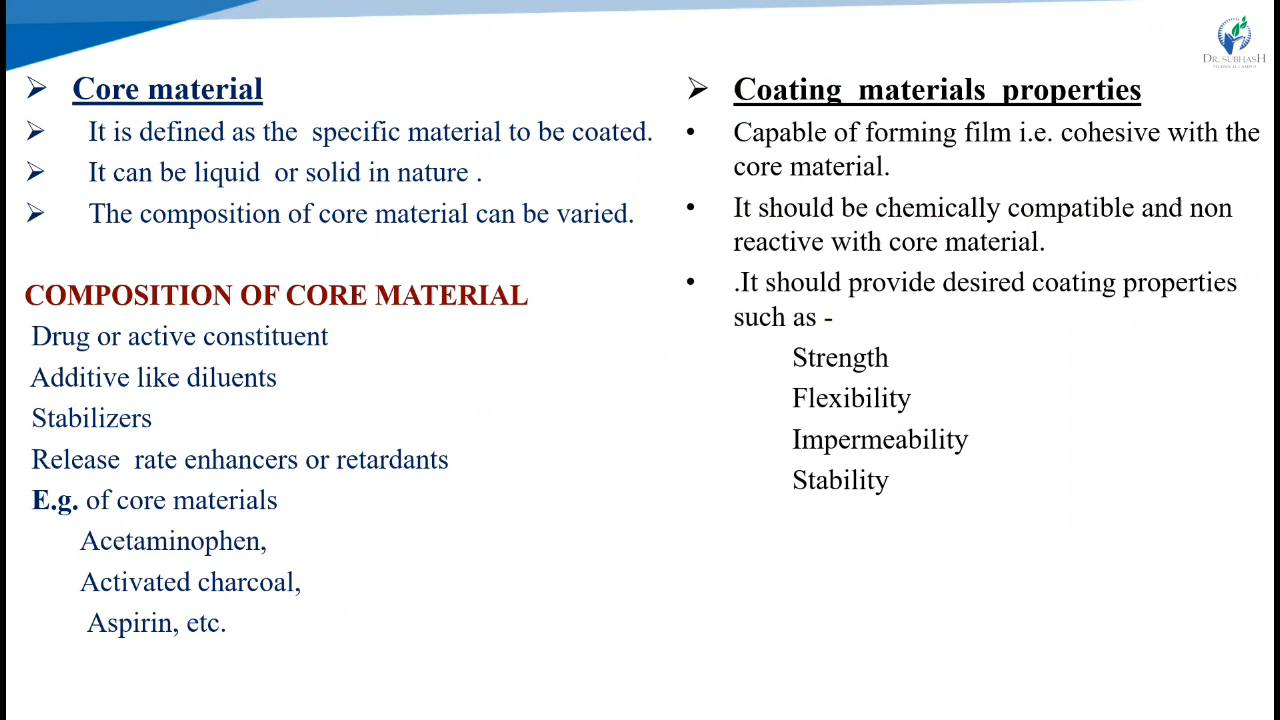 Core material
It is defined as the specific material to be coated.
It can be liquid or solid in nature .
The composition of core material can be varied.
COMPOSITION OF CORE MATERIAL
Drug or active constituent
Additive like diluents
Stabilizers
Release rate enhancers or retardants
E.g. of core materials
Acetaminophen,
Activated charcoal,
Aspirin, etc.
Coating materials properties
Capable of forming film i.e. cohesive with the
core material.
It should be chemically compatible and non
reactive with core material.
.It should provide desired coating properties
such as -
Strength
Flexibility
Impermeability
Stability
DR. SUBHASH
TECHNICAL CAMPUS